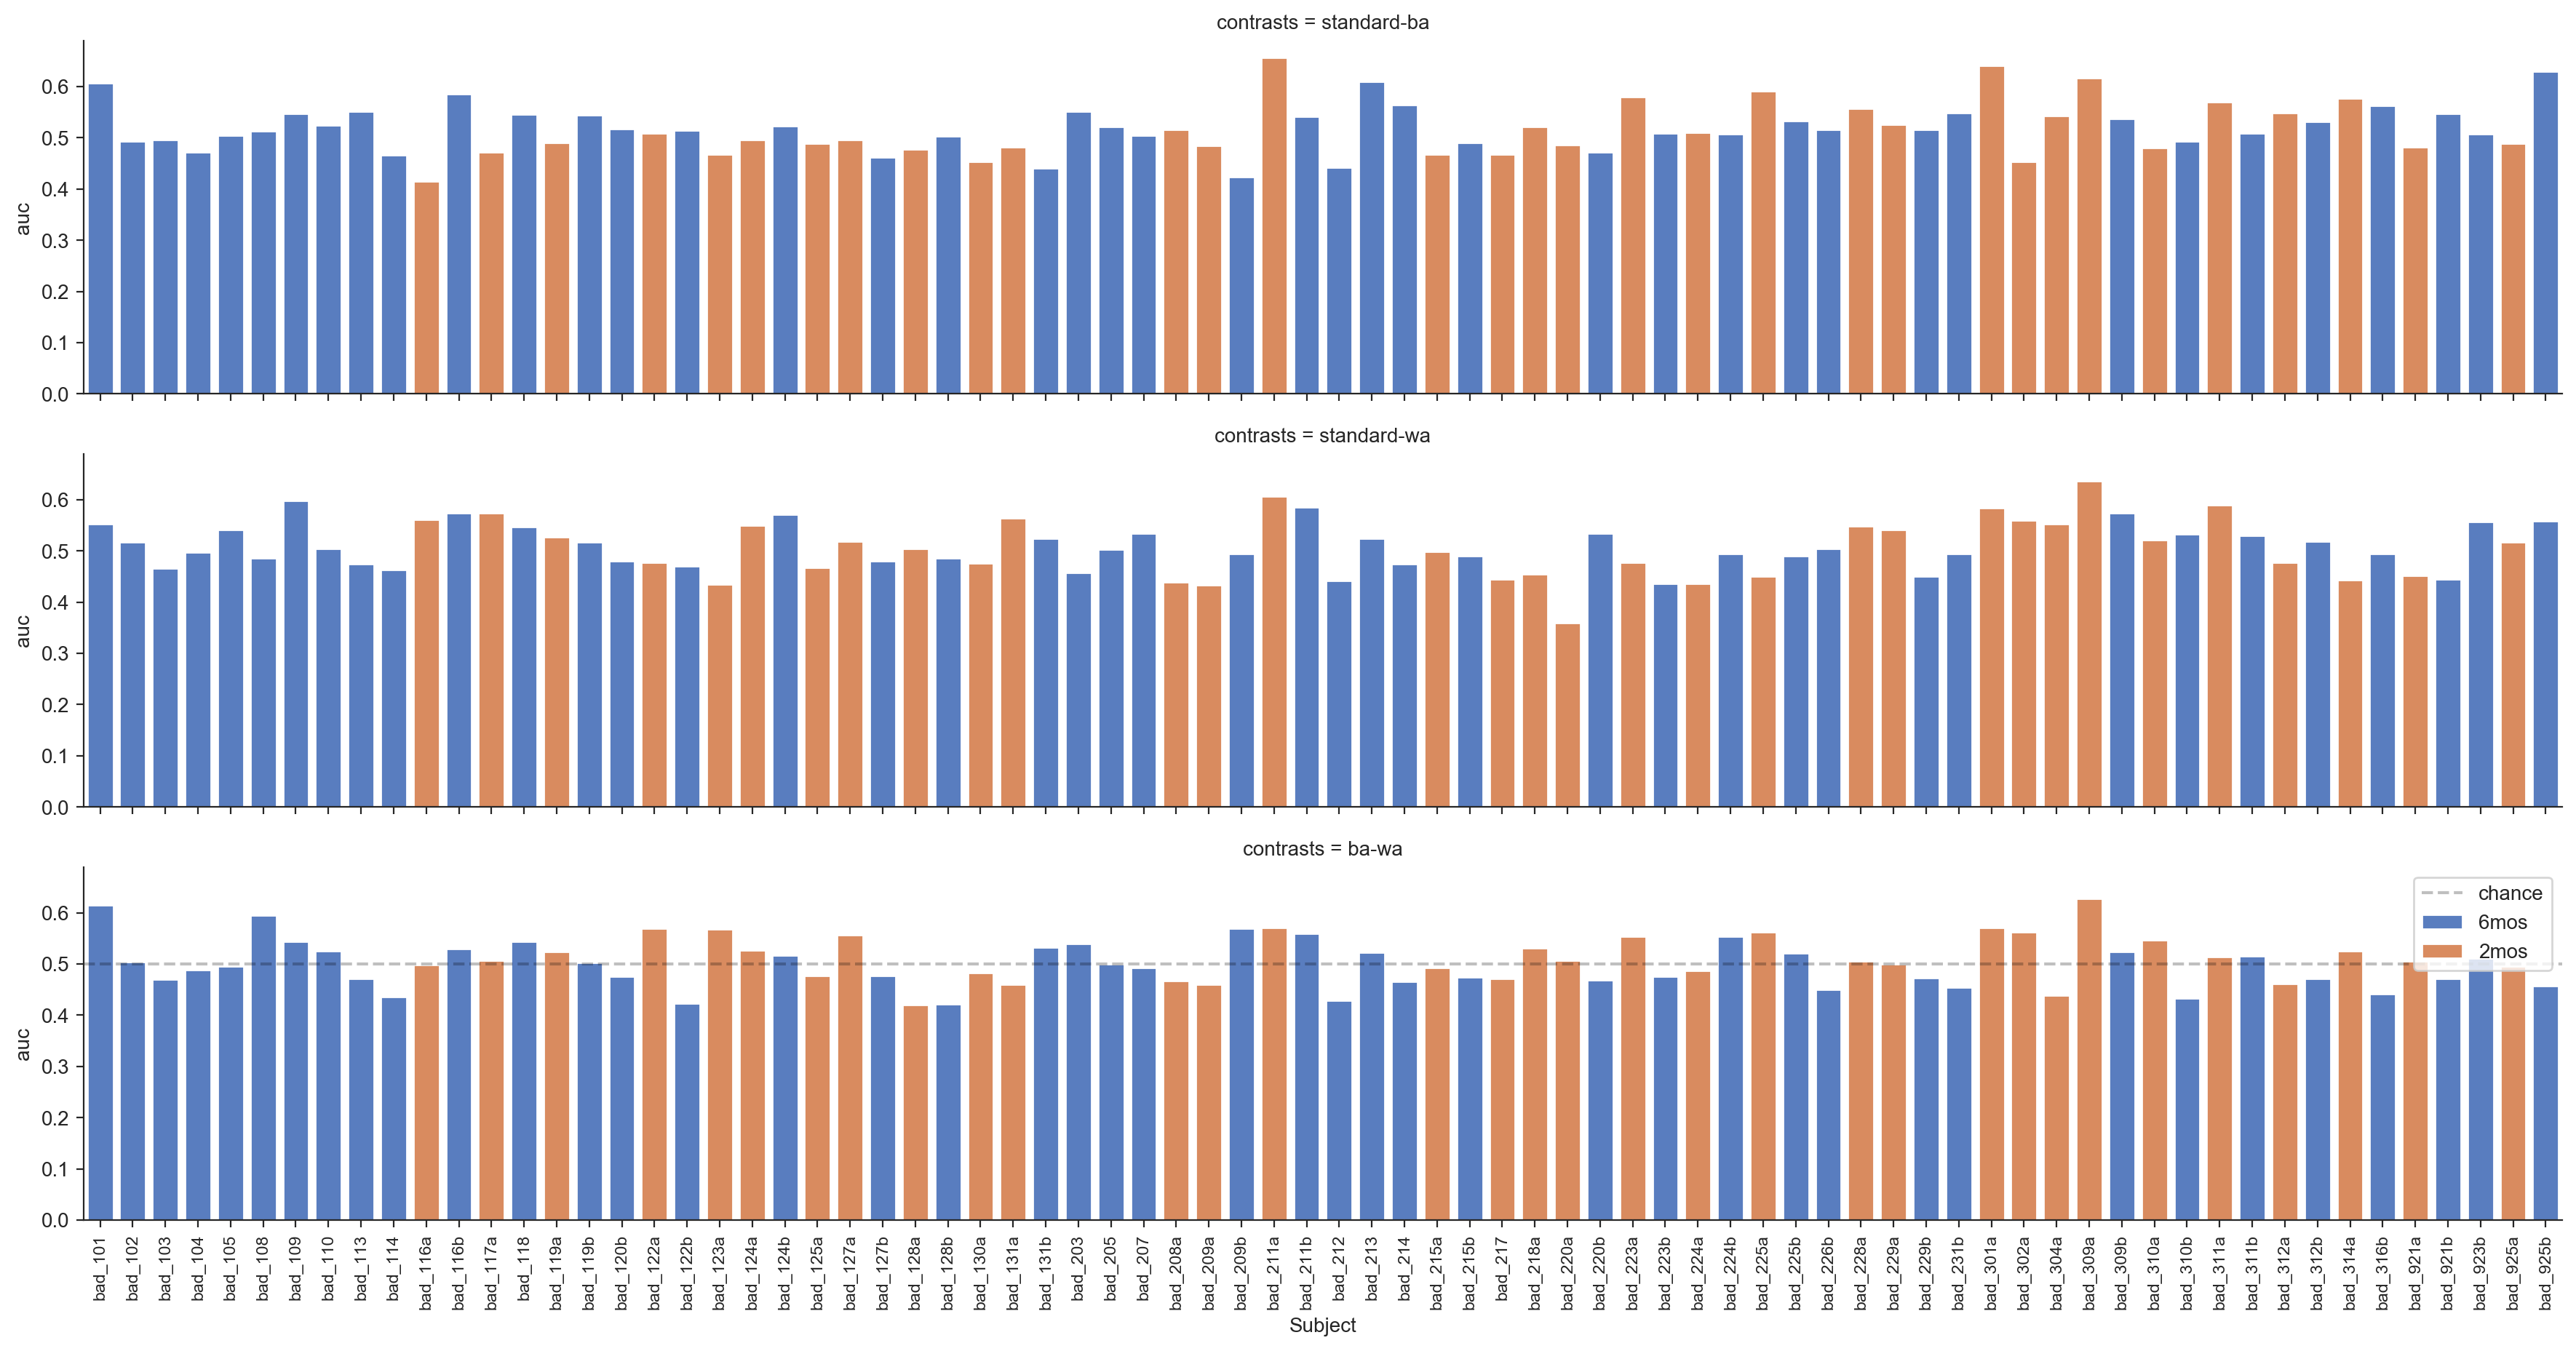 contrasts = standard-ba
0.6
0.5
0.4
0.3
0.2
0.1
0.0
auc
contrasts = standard-wa
0.6
0.5
0.4
0.3
0.2
0.1
0.0
auc
contrasts = ba-wa
0.6
0.5
0.4
0.3
0.2
0.1
0.0
auc
chance
6mos
2mos
bad_101
bad_102
bad_103
bad_104
bad_105
bad_108
bad_109
bad_110
bad_113
bad_114
bad_116a
bad_116b
bad_117a
bad_118
bad_119a
bad_119b
bad_120b
bad_122a
bad_122b
bad_123a
bad_124a
bad_124b
bad_125a
bad_127a
bad_127b
bad_128a
bad_128b
bad_130a
bad_131a
bad_131b
bad_203
bad_205
bad_207
bad_208a
bad_209a
bad_209b
bad_211a
bad_211b
bad_212
bad_213
bad_214
bad_215a
bad_215b
bad_217
bad_218a
bad_220a
bad_220b
bad_223a
bad_223b
bad_224a
bad_224b
bad_225a
bad_225b
bad_226b
bad_228a
bad_229a
bad_229b
bad_231b
bad_301a
bad_302a
bad_304a
bad_309a
bad_309b
bad_310a
bad_310b
bad_311a
bad_311b
bad_312a
bad_312b
bad_314a
bad_316b
bad_921a
bad_921b
bad_923b
bad_925a
bad_925b
Subject